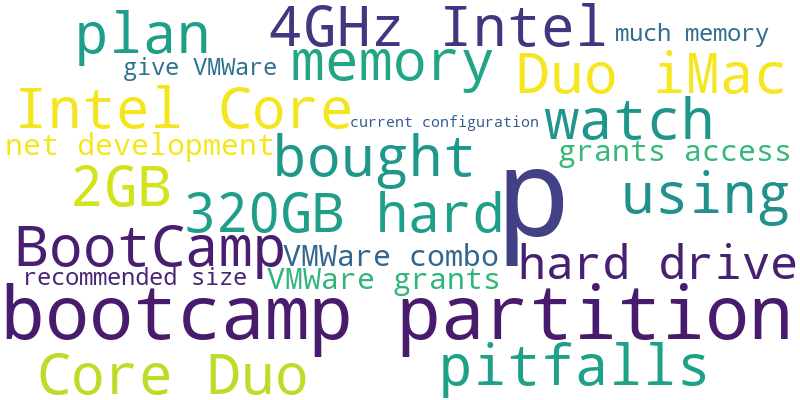 plan
4GHz Intel
much memory
give VMWare
memory
Duo iMac
Intel Core
current configuration
watch
net development
bought
grants access
2GB
320GB hard
p
using
BootCamp
VMWare combo
hard drive
recommended size
VMWare grants
bootcamp partition
Core Duo
pitfalls